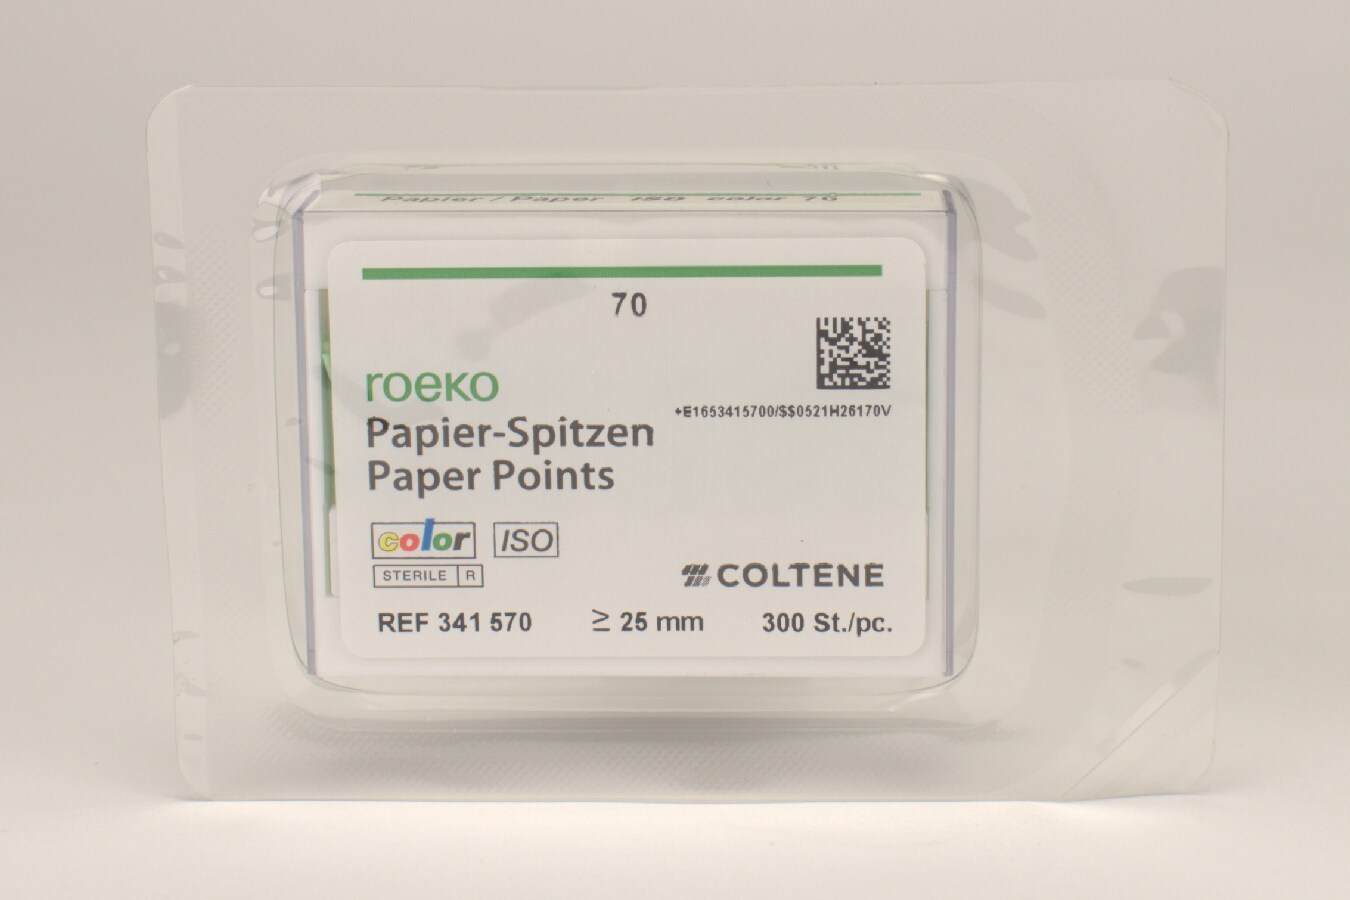 Papier / Paper ISO color 70
70
roeko
+E1653415700/$$0521H26170V
Papier-Spitzen
Paper Points
color ISO
STERILE R
COLTENE
REF 341 570 ≥ 25 mm 300 St./pc.